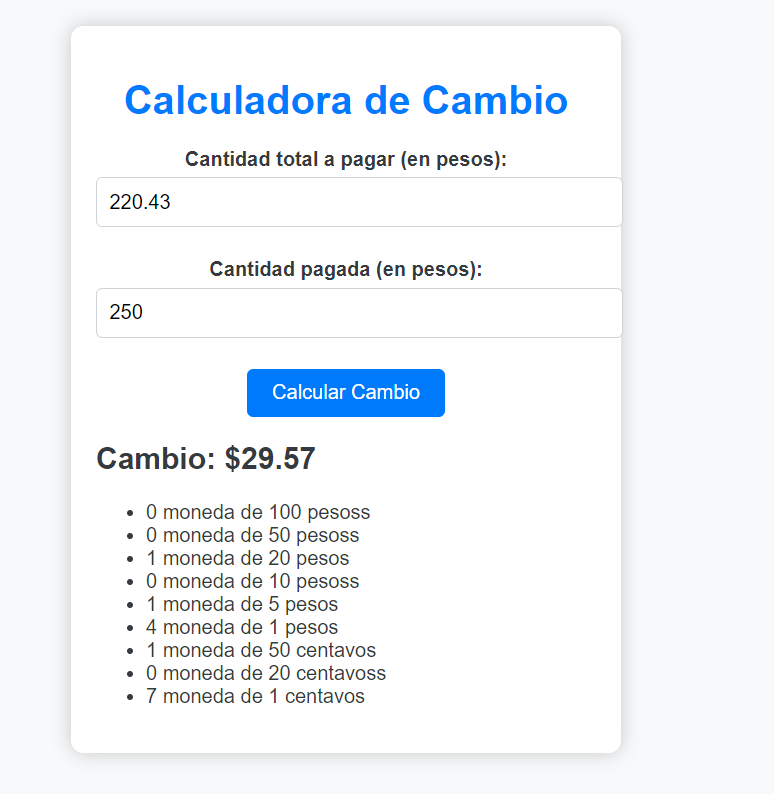 Calculadora de Cambio
Cantidad total a pagar (en pesos):
220.43
Cantidad pagada (en pesos):
250
Calcular Cambio
Cambio: $29.57
• 0 moneda de 100 pesoss
• 0 moneda de 50 pesoss
• 1 moneda de 20 pesos
• 0 moneda de 10 pesoss
• 1 moneda de 5 pesos
• 4 moneda de 1 pesos
• 1 moneda de 50 centavos
• 0 moneda de 20 centavoss
• 7 moneda de 1 centavos